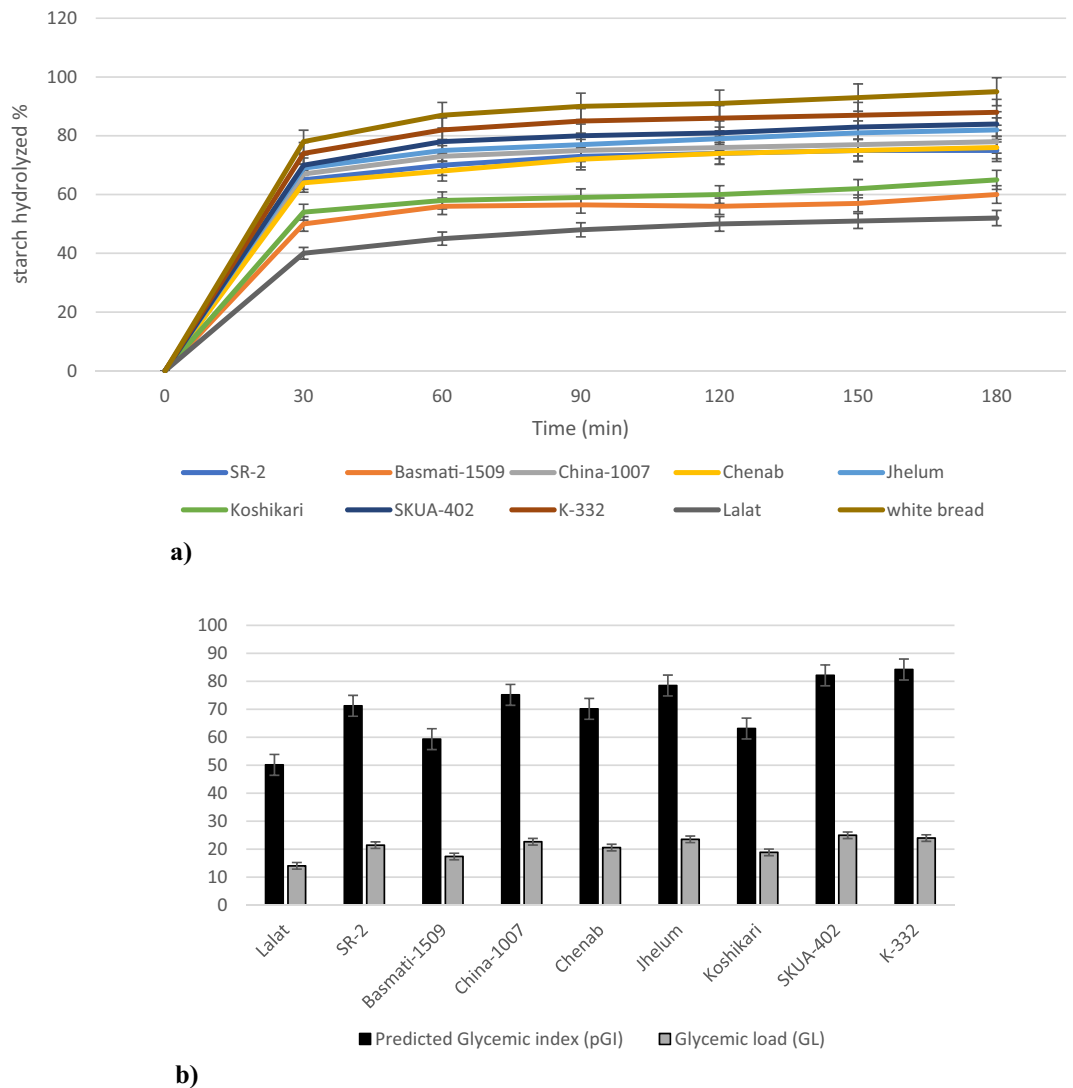 120
100
80
60
40
20
0
starch hydrolyzed %
0 30 60 90 120 150 180
Time (min)
SR-2 Basmati-1509 China-1007 Chenab Jhelum
Koshikari SKUA-402 K-332 Lalat white bread
a)
100
90
80
70
60
50
40
30
20
10
0
Lalat SR-2 Basmati-1509 China-1007 Chenab Jhelum Koshikari SKUA-402 K-332
Predicted Glycemic index (pGI) Glycemic load (GL)
b)